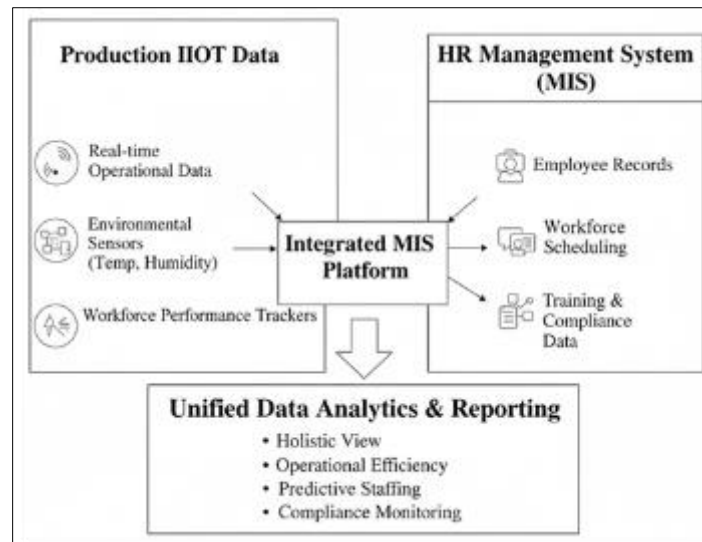 Production IIOT Data
Real-time
Operational Data
Environmental
Sensors
(Temp, Humidity)
Workforce Performance Trackers
Integrated MIS
Platform
HR Management System
(MIS)
Employee Records
Workforce
Scheduling
Training &
Compliance
Data
Unified Data Analytics & Reporting
• Holistic View
• Operational Efficiency
• Predictive Staffing
• Compliance Monitoring